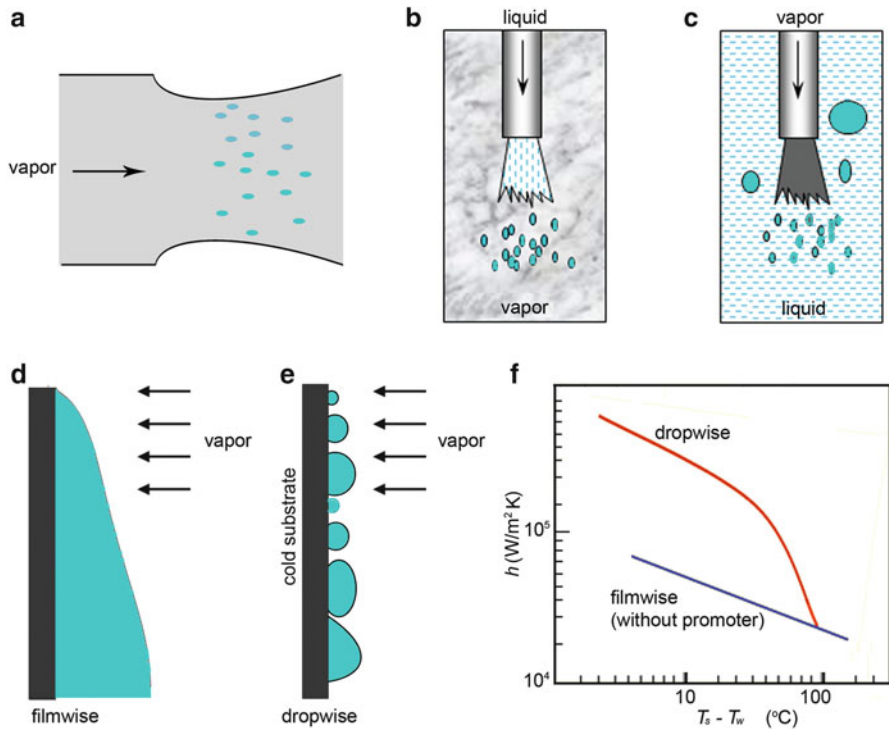 a
vapor
b
liquid
vapor
c
vapor
liquid
d
vapor
filmwise
e
cold substrate
vapor
dropwise
f
h (W/m² K)
10⁵
10⁴
dropwise
filmwise
(without promoter)
10
100
Tₛ - T_w (°C)